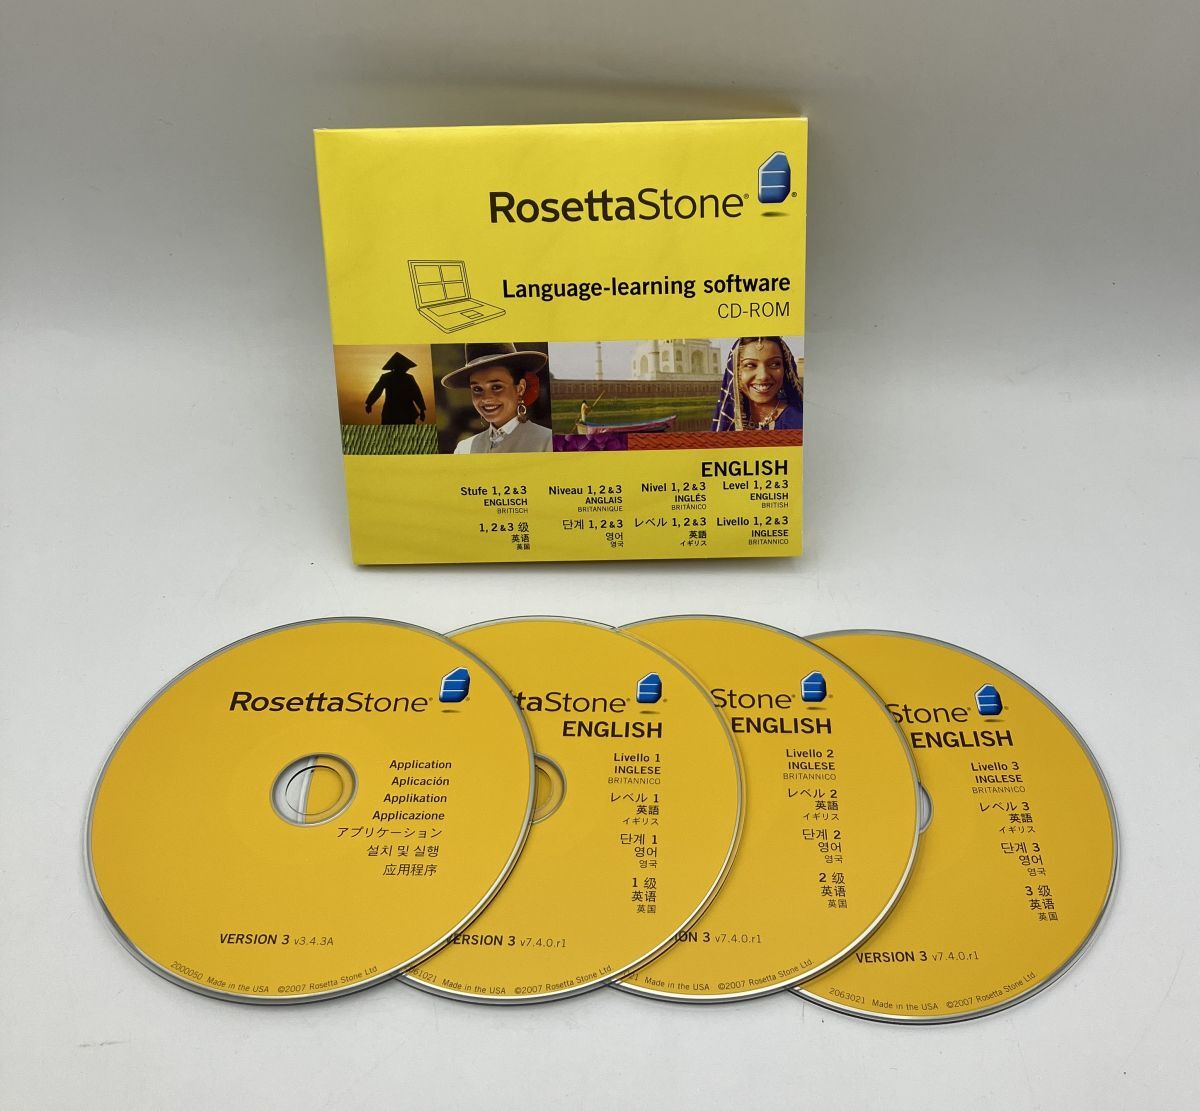 RosettaStone®
Language-learning software
CD-ROM
ENGLISH
Stufe 1, 2 & 3
ENGLISCH
BRITISCH
Niveau 1, 2 & 3
ANGLAIS
BRITANNIQUE
Nivel 1, 2 & 3
INGLÉS
BRITÁNICO
Level 1, 2 & 3
ENGLISH
BRITISH
1, 2 & 3 级
英语
英国
단계 1, 2 & 3
영어
영국
レベル 1, 2 & 3
英語
イギリス
Livello 1, 2 & 3
INGLESE
BRITANNICO
RosettaStone®
Application
Aplicación
Applikation
Applicazione
アプリケーション
설치 및 실행
应用程序
VERSION 3 v3.4.3A
2000050 Made in the USA ©2007 Rosetta Stone Ltd.
taStone®
ENGLISH
Livello 1
INGLESE
BRITANNICO
レベル 1
英語
イギリス
단계 1
영어
영국
1 级
英语
英国
VERSION 3 v7.4.0.r1
61021 Made in the USA ©2007 Rosetta Stone Ltd.
Stone®
ENGLISH
Livello 2
INGLESE
BRITANNICO
レベル 2
英語
イギリス
단계 2
영어
영국
2 级
英语
英国
ION 3 v7.4.0.r1
21 Made in the USA ©2007 Rosetta Stone Ltd.
Stone®
ENGLISH
Livello 3
INGLESE
BRITANNICO
レベル 3
英語
イギリス
단계 3
영어
영국
3 级
英语
英国
VERSION 3 v7.4.0.r1
2063021 Made in the USA ©2007 Rosetta Stone Ltd.